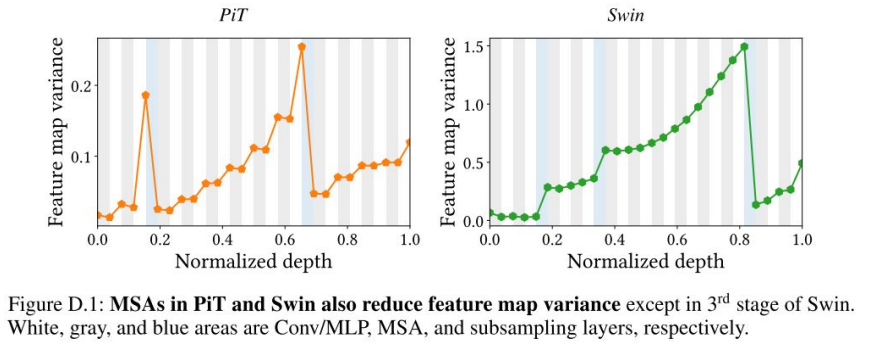 PiT
Swin
Feature map variance
0.2
0.1
0.0 0.2 0.4 0.6 0.8 1.0
Normalized depth
Feature map variance
1.5
1.0
0.5
0.0
0.0 0.2 0.4 0.6 0.8 1.0
Normalized depth
Figure D.1: MSAs in PiT and Swin also reduce feature map variance except in 3rd stage of Swin.
White, gray, and blue areas are Conv/MLP, MSA, and subsampling layers, respectively.